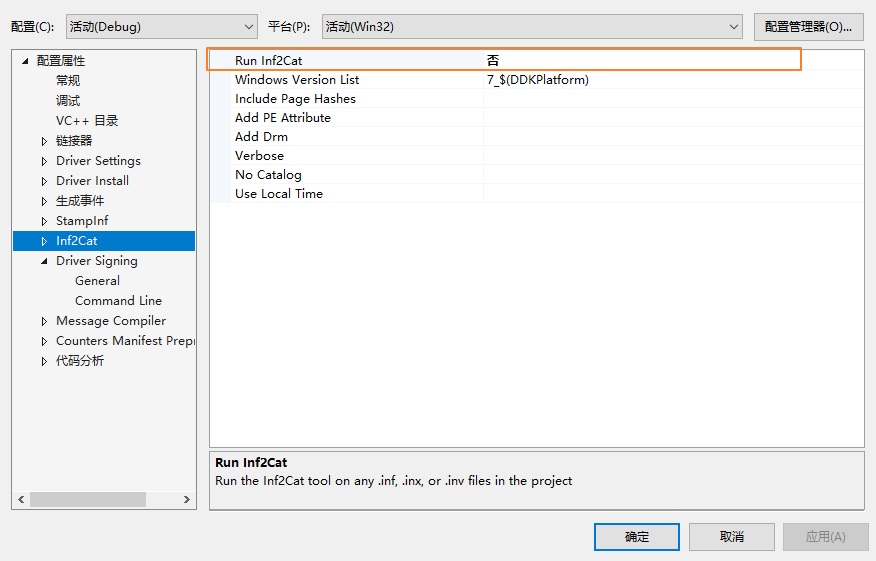 配置(C): 活动(Debug) 平台(P): 活动(Win32) 配置管理器(O)...
配置属性
常规
调试
VC++ 目录
链接器
Driver Settings
Driver Install
生成事件
StampInf
Inf2Cat
Driver Signing
General
Command Line
Message Compiler
Counters Manifest Prepr
代码分析
Run Inf2Cat 否
Windows Version List 7_$(DDKPlatform)
Include Page Hashes
Add PE Attribute
Add Drm
Verbose
No Catalog
Use Local Time
Run Inf2Cat
Run the Inf2Cat tool on any .inf, .inx, or .inv files in the project
确定 取消 应用(A)